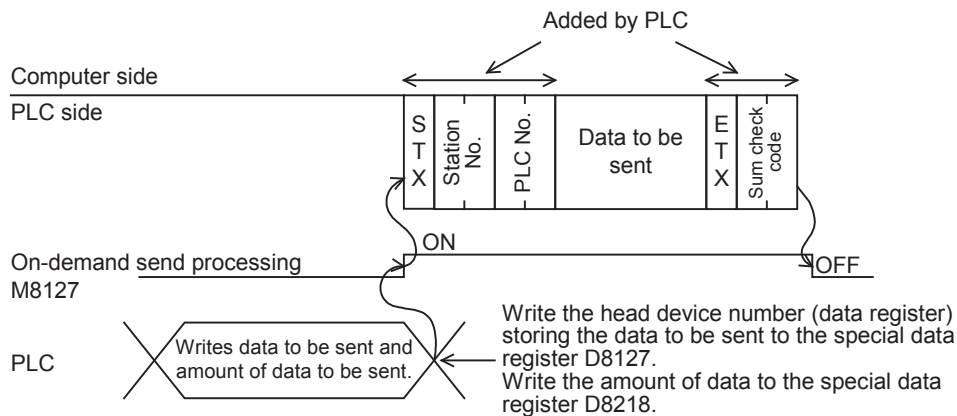 Added by PLC
Computer side
PLC side
S
T
X
Station
No.
PLC No.
Data to be
sent
E
T
X
Sum check
code
ON
On-demand send processing
M8127
OFF
PLC
Writes data to be sent and
amount of data to be sent.
Write the head device number (data register)
storing the data to be sent to the special data
register D8127.
Write the amount of data to the special data
register D8218.